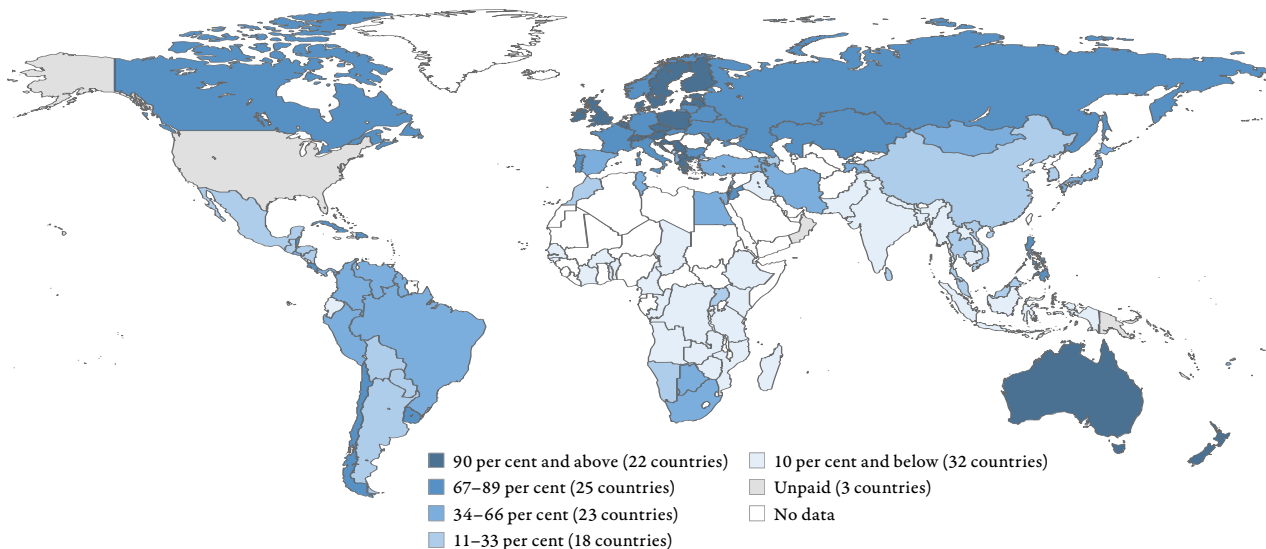 90 per cent and above (22 countries)
67–89 per cent (25 countries)
34–66 per cent (23 countries)
11–33 per cent (18 countries)
10 per cent and below (32 countries)
Unpaid (3 countries)
No data